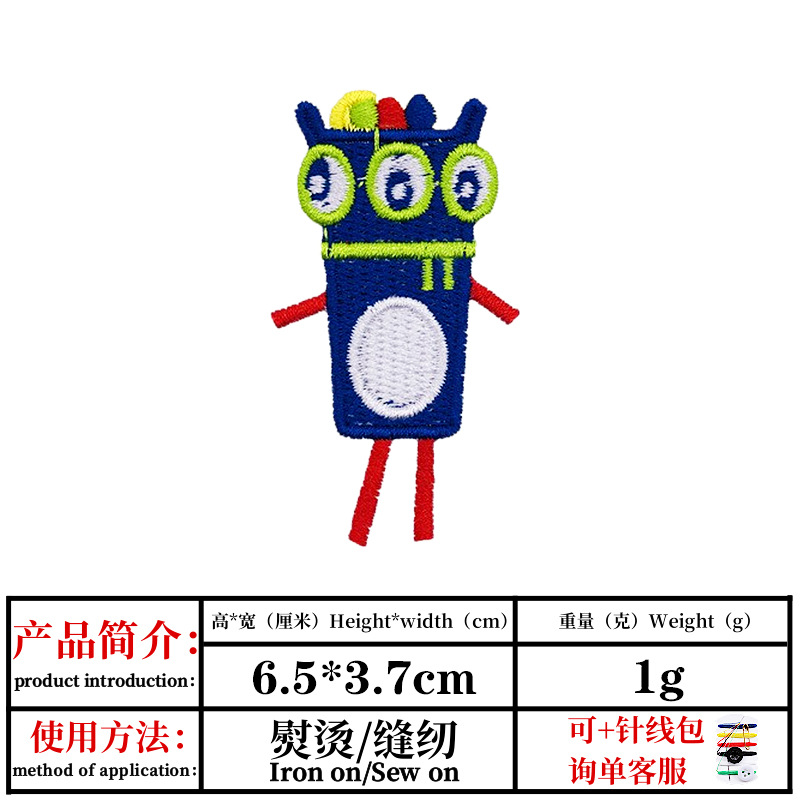 产品简介：
product introduction：
高*宽（厘米）Height*width（cm）
重量（克）Weight（g）
6.5*3.7cm
1g
使用方法：
method of application：
熨烫/缝纫
Iron on/Sew on
可+针线包
询单客服